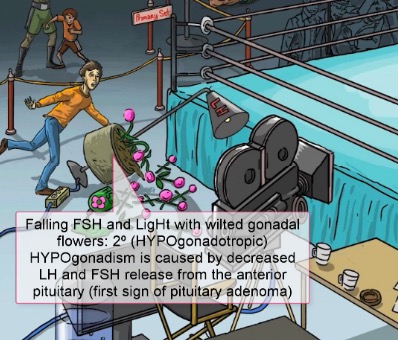 Primary Set
Falling FSH and LigHt with wilted gonadal
flowers: 2º (HYPOgonadotropic)
HYPOgonadism is caused by decreased
LH and FSH release from the anterior
pituitary (first sign of pituitary adenoma)